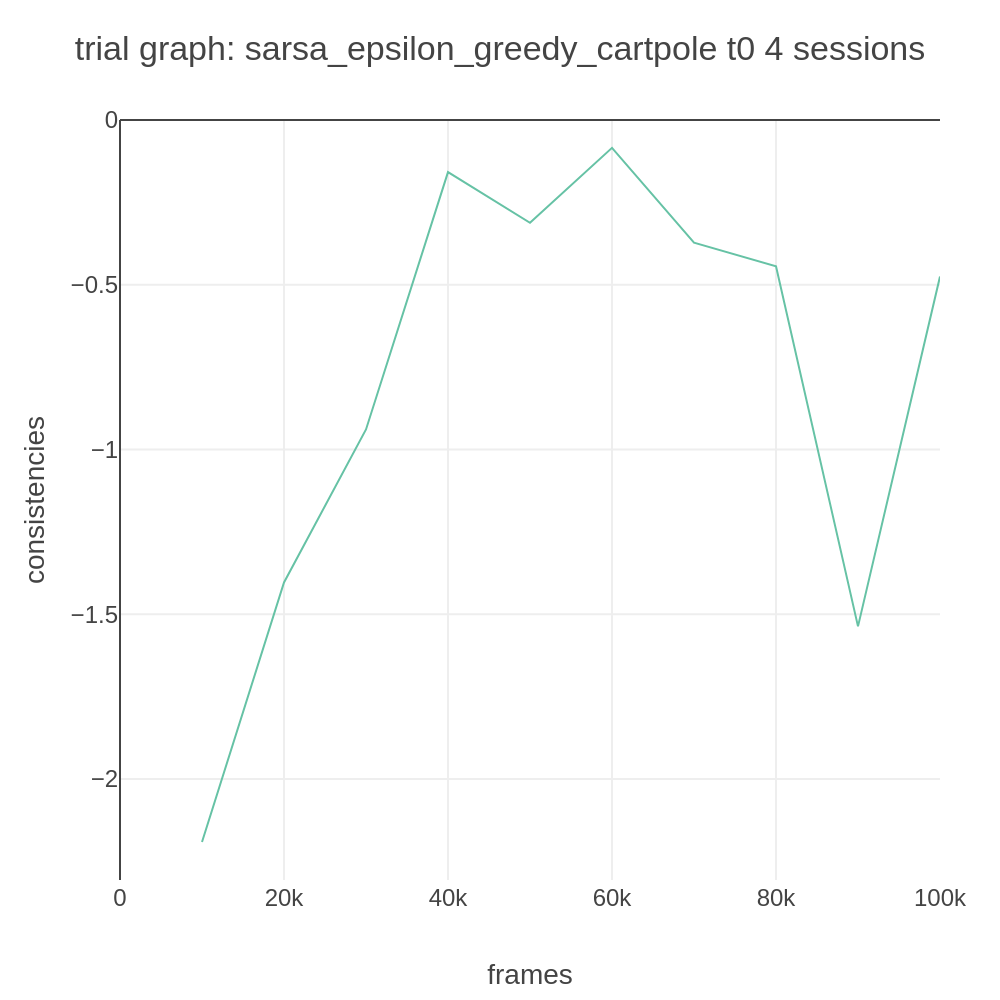 trial graph: sarsa_epsilon_greedy_cartpole t0 4 sessions
0
−0.5
−1
−1.5
−2
consistencies
0
20k
40k
60k
80k
100k
frames